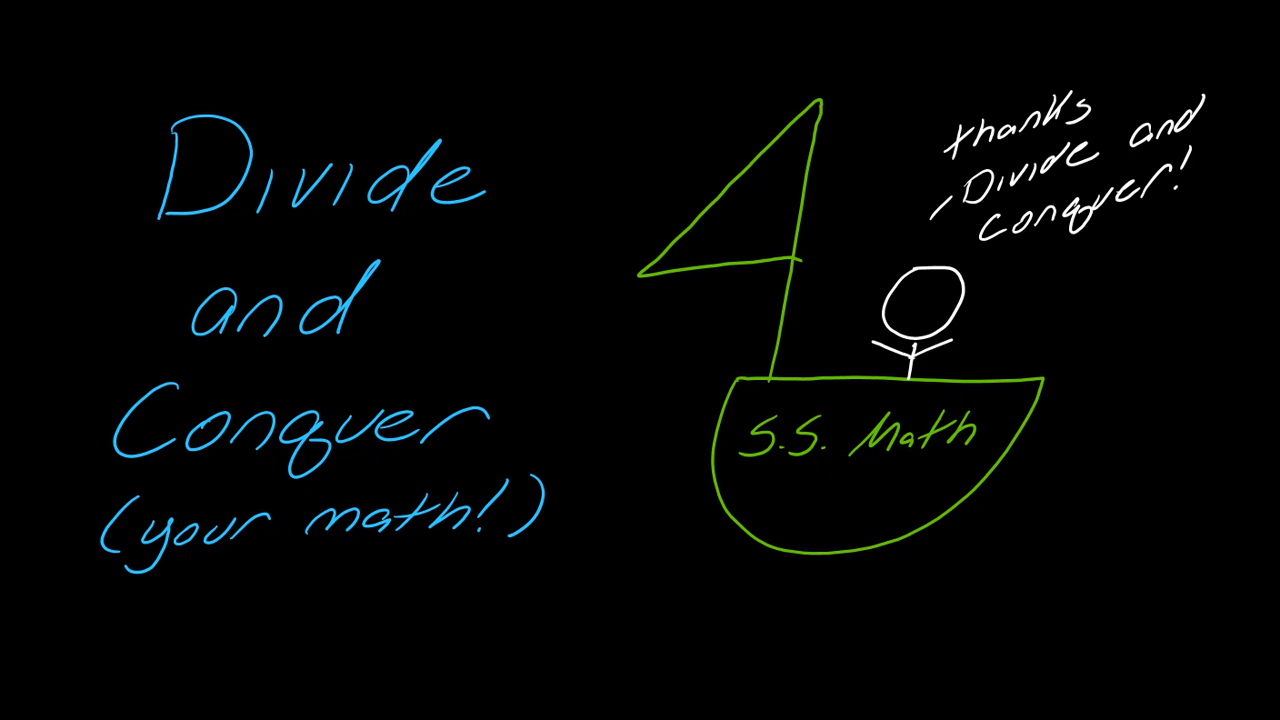 Divide
and
Conquer
(your math!)
thanks
Divide and
Conquer!
S.S. Math